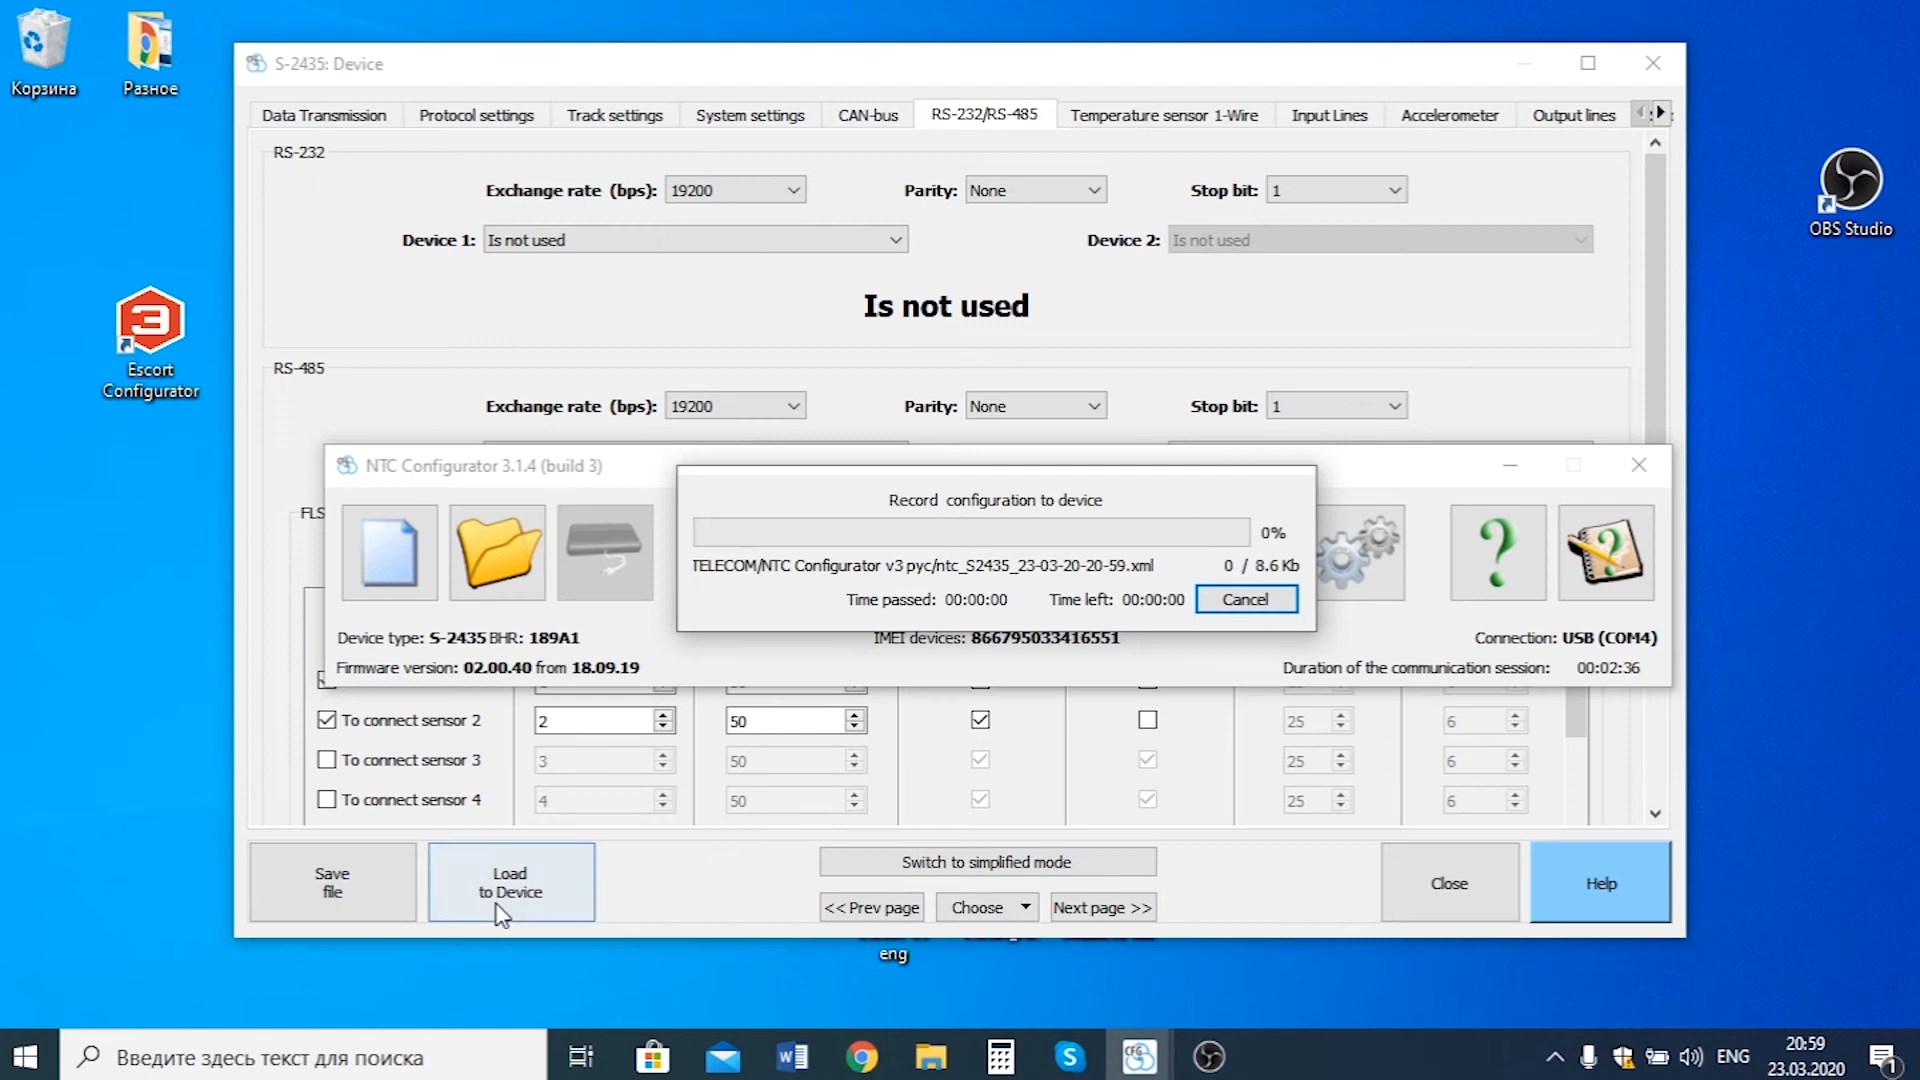 Корзина
Разное
Escort
Configurator
OBS Studio
S-2435: Device
Data Transmission
Protocol settings
Track settings
System settings
CAN-bus
RS-232/RS-485
Temperature sensor 1-Wire
Input Lines
Accelerometer
Output lines
RS-232
Exchange rate (bps): 19200
Parity: None
Stop bit: 1
Device 1: Is not used
Device 2: Is not used
Is not used
RS-485
Exchange rate (bps): 19200
Parity: None
Stop bit: 1
NTC Configurator 3.1.4 (build 3)
FLS
Record configuration to device
0%
TELECOM/NTC Configurator v3 рус/ntc_S2435_23-03-20-20-59.xml
0 / 8.6 Kb
Time passed: 00:00:00
Time left: 00:00:00
Cancel
Device type: S-2435 BHR: 189A1
IMEI devices: 866795033416551
Connection: USB (COM4)
Firmware version: 02.00.40 from 18.09.19
Duration of the communication session: 00:02:36
To connect sensor 2
2
50
25
6
To connect sensor 3
3
50
25
6
To connect sensor 4
4
50
25
6
Save
file
Load
to Device
Switch to simplified mode
<< Prev page
Choose
Next page >>
Close
Help
eng
Введите здесь текст для поиска
CFG
ENG
20:59
23.03.2020
1